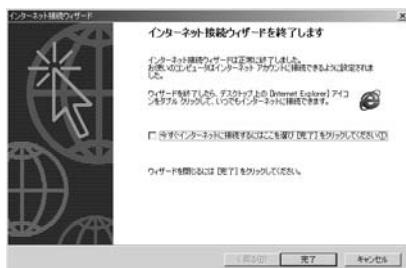 インターネット接続ウィザード
インターネット接続ウィザードを終了します
インターネット接続ウィザードは正常に終了しました。
お使いのコンピュータはインターネット アカウントに接続できるように設定されま
した。
ウィザードを終了したら、デスクトップ上の [Internet Explorer] アイコ
ンをダブル クリックして、いつでもインターネットに接続できます。
今すぐインターネットに接続するにはここを選び [完了] をクリックしてください(T)
ウィザードを閉じるには [完了] をクリックしてください。
< 戻る(B)
完了
キャンセル